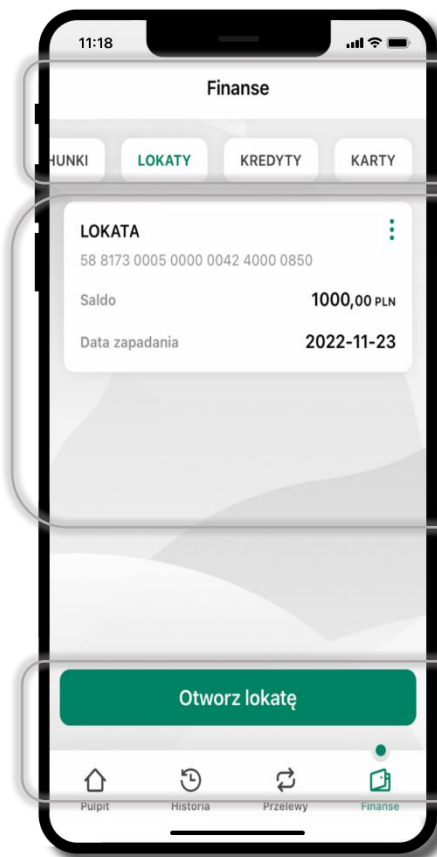 11:18
Finanse
HUNKI LOKATY KREDYTY KARTY
LOKATA
58 8173 0005 0000 0042 4000 0850
Saldo 1000,00 PLN
Data zapadania 2022-11-23
Otworz lokatę
Pulpit Historia Przelewy Finanse